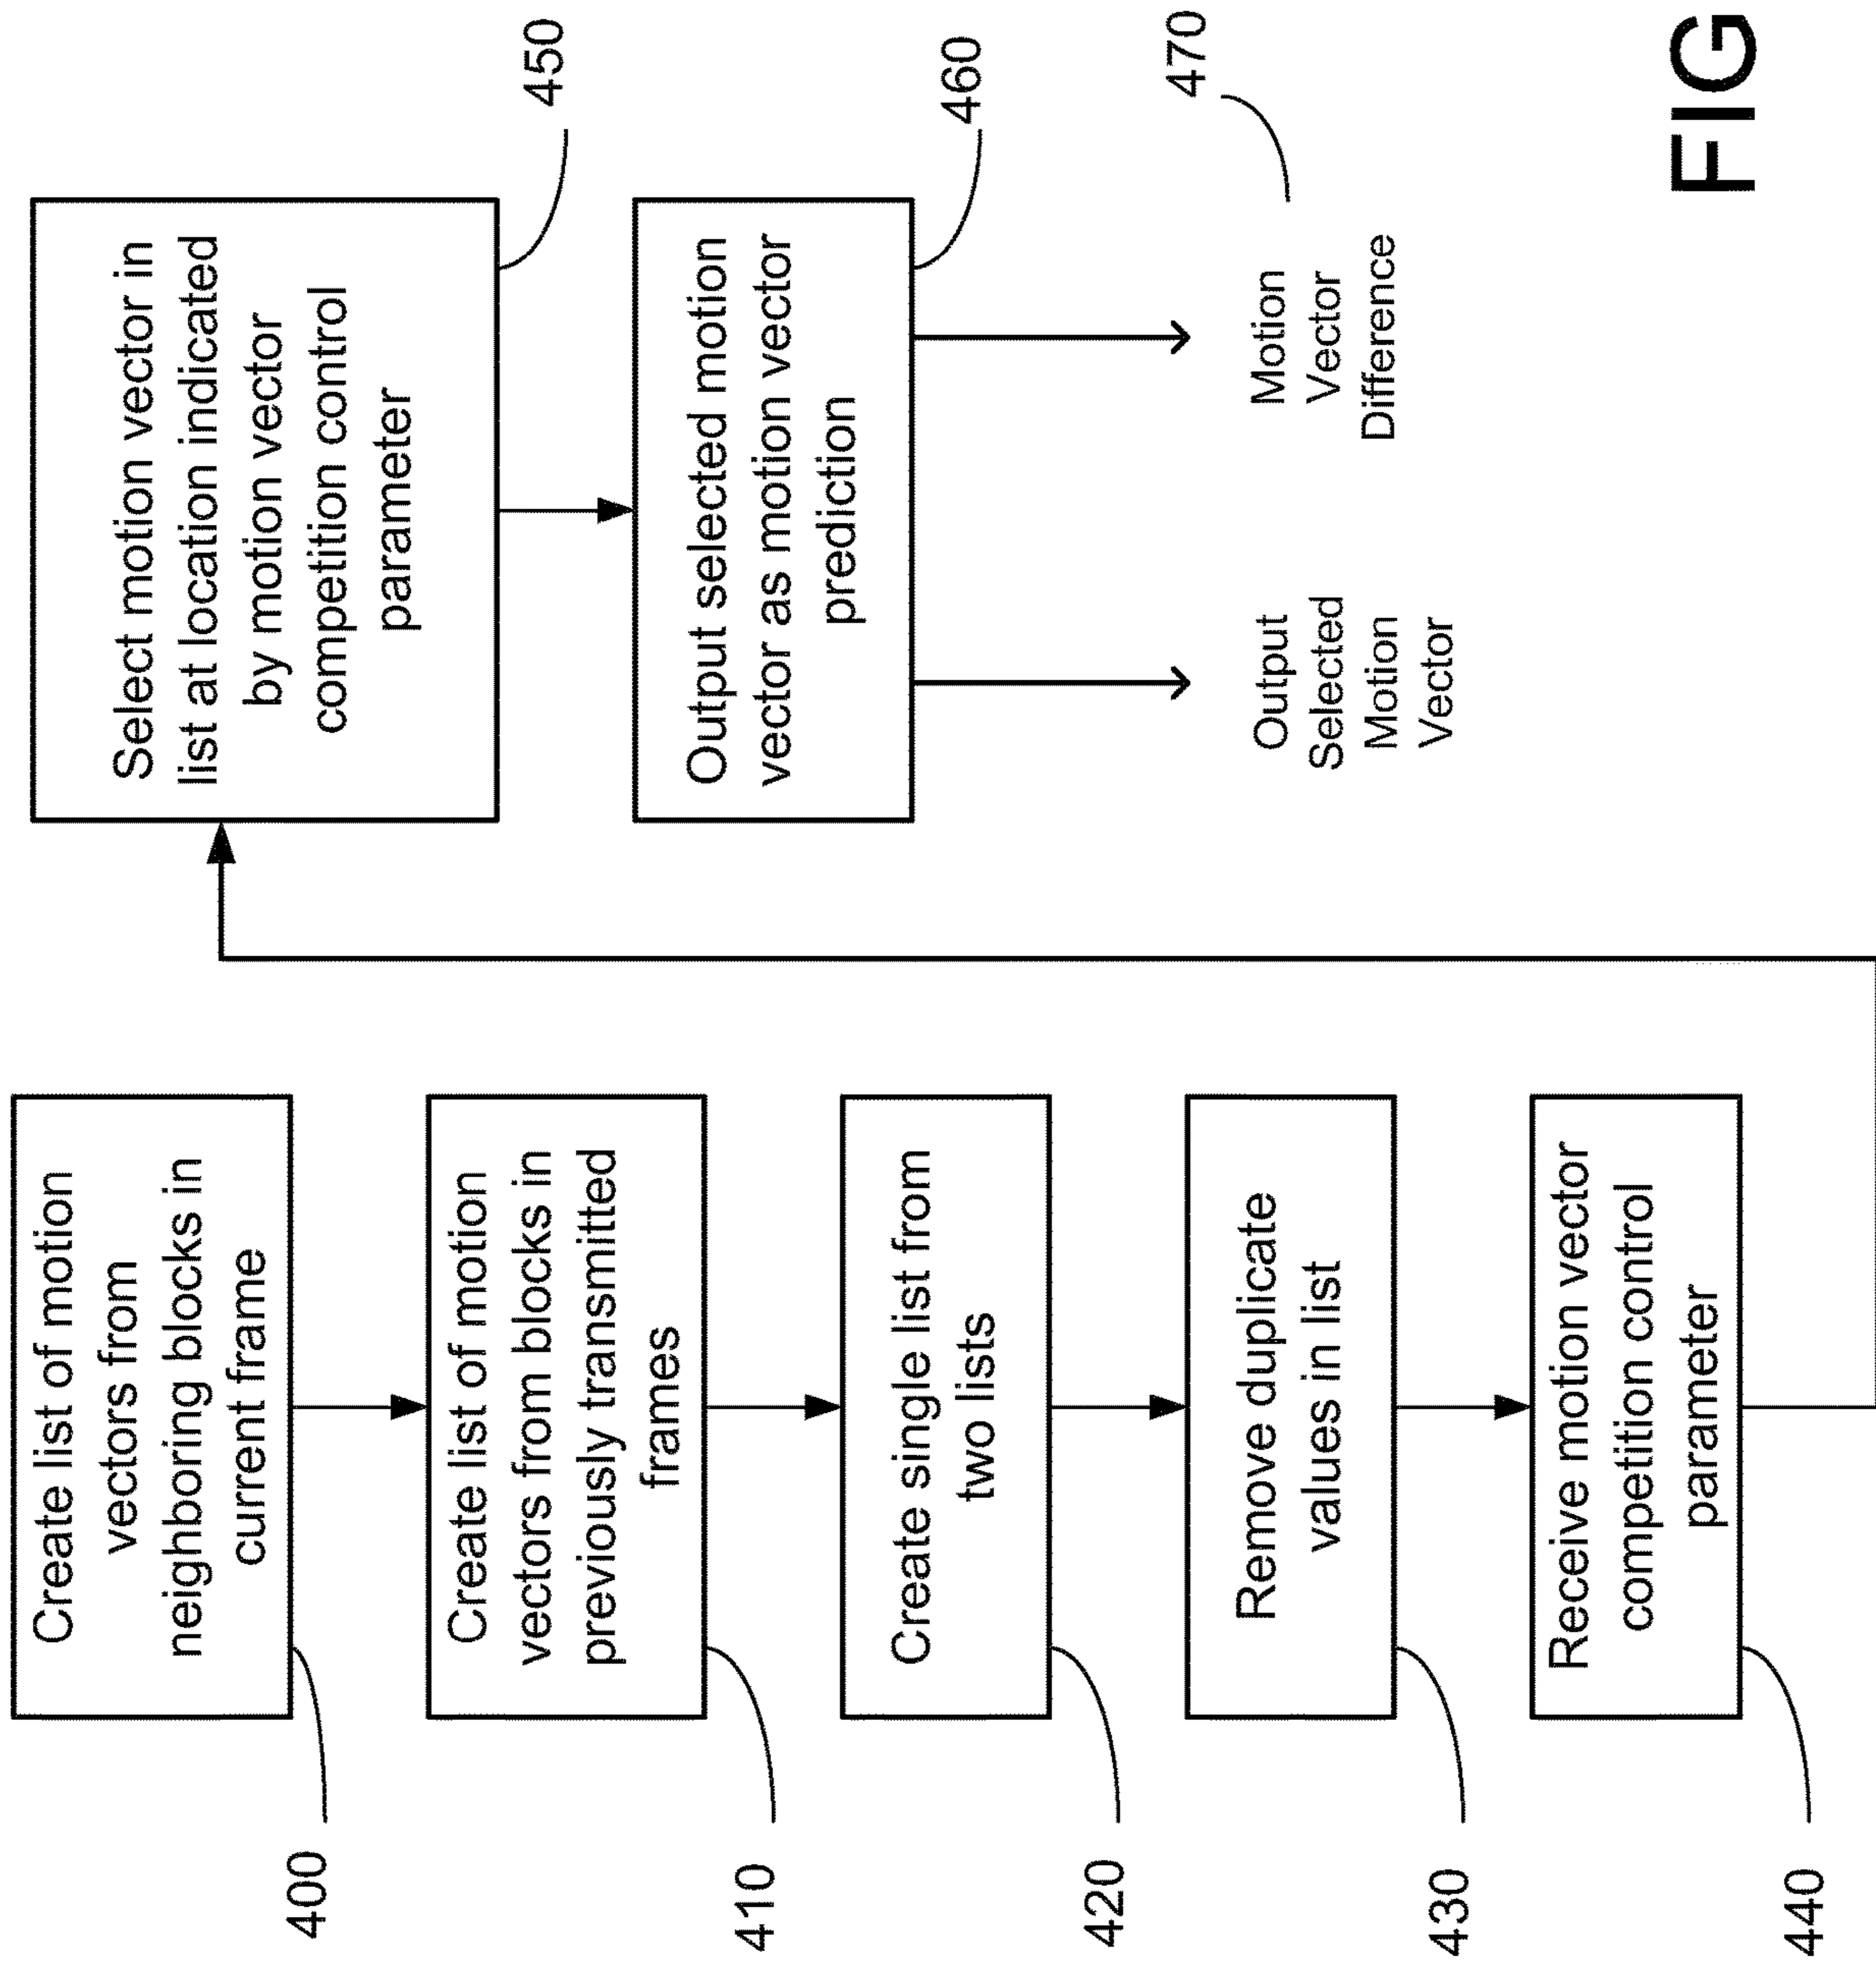 Create list of motion
vectors from
neighboring blocks in
current frame
400
Create list of motion
vectors from blocks in
previously transmitted
frames
410
Create single list from
two lists
420
Remove duplicate
values in list
430
Receive motion vector
competition control
parameter
440
Select motion vector in
list at location indicated
by motion vector
competition control
parameter
450
Output selected motion
vector as motion vector
prediction
460
Output
Selected
Motion
Vector
Motion
Vector
Difference
470
FIG